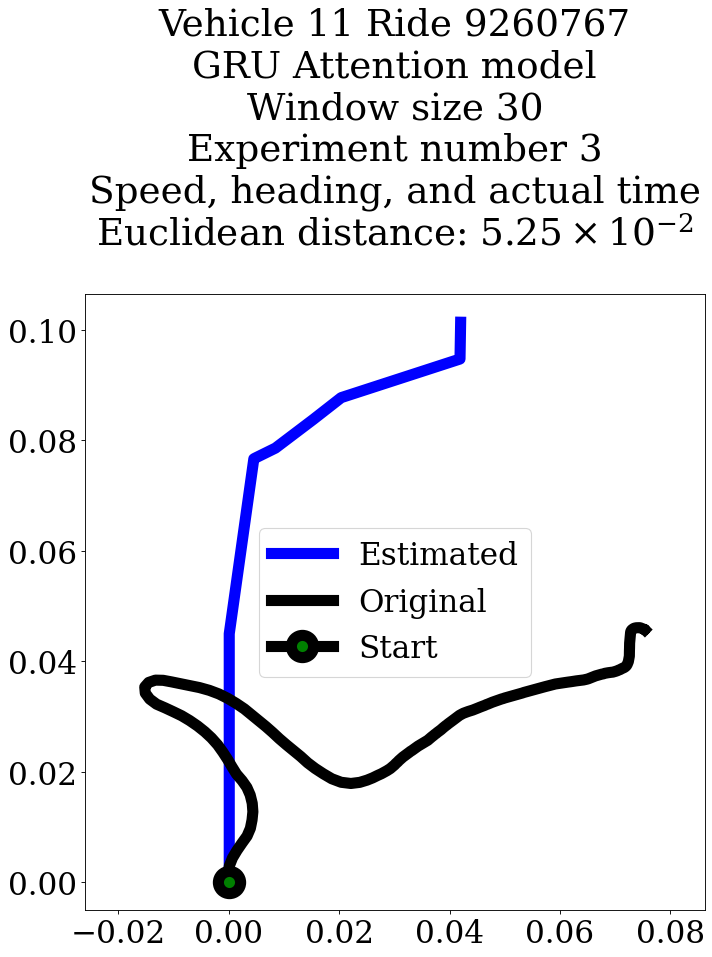 Vehicle 11 Ride 9260767
GRU Attention model
Window size 30
Experiment number 3
Speed, heading, and actual time
Euclidean distance: 5.25 × 10⁻²
0.10
0.08
0.06
0.04
0.02
0.00
Estimated
Original
Start
−0.02 0.00 0.02 0.04 0.06 0.08